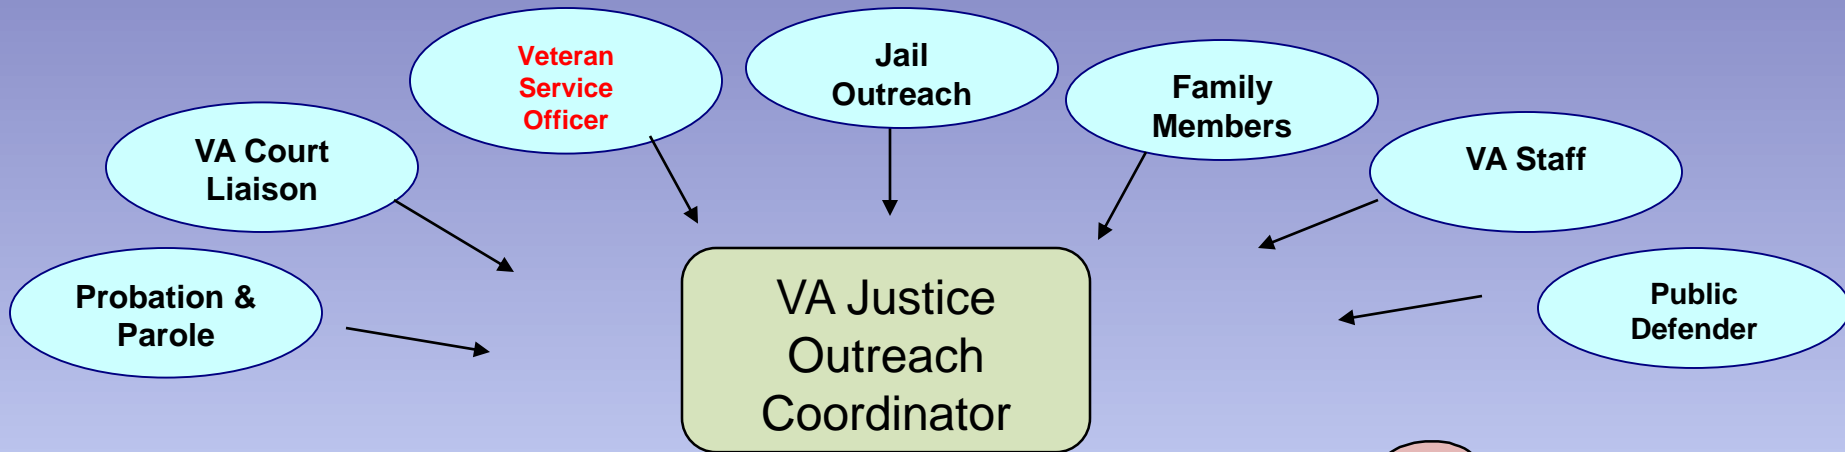 Veteran
Service
Officer
Jail
Outreach
Family
Members
VA Court
Liaison
VA Staff
Probation &
Parole
Public
Defender
VA Justice
Outreach
Coordinator